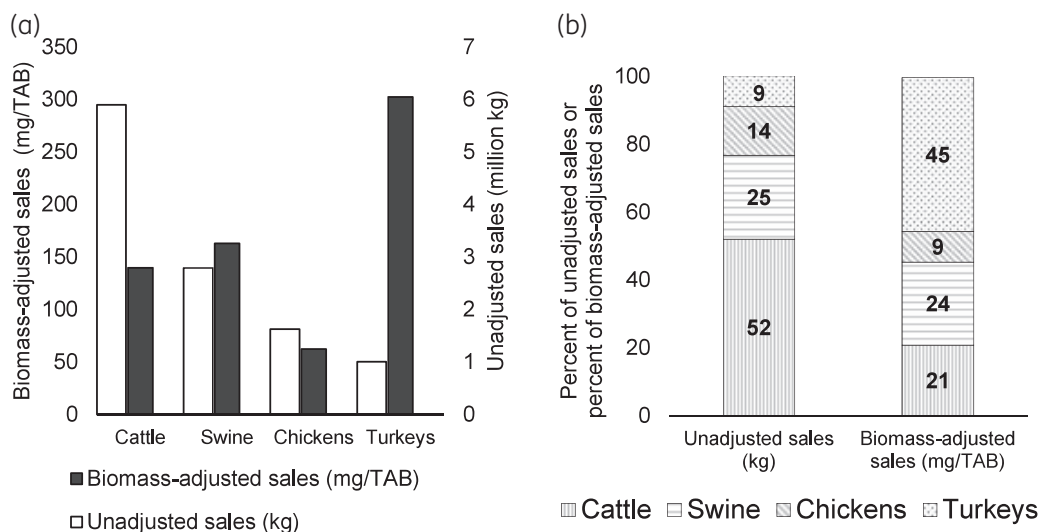 (a)
Biomass-adjusted sales (mg/TAB)
350
300
250
200
150
100
50
0
Cattle Swine Chickens Turkeys
7
6
5
4
3
2
1
0
Unadjusted sales (million kg)
Biomass-adjusted sales (mg/TAB)
Unadjusted sales (kg)
(b)
Percent of unadjusted sales or
percent of biomass-adjusted sales
100
80
60
40
20
0
9
14
25
52
45
9
24
21
Unadjusted sales
(kg)
Biomass-adjusted
sales (mg/TAB)
Cattle Swine Chickens Turkeys